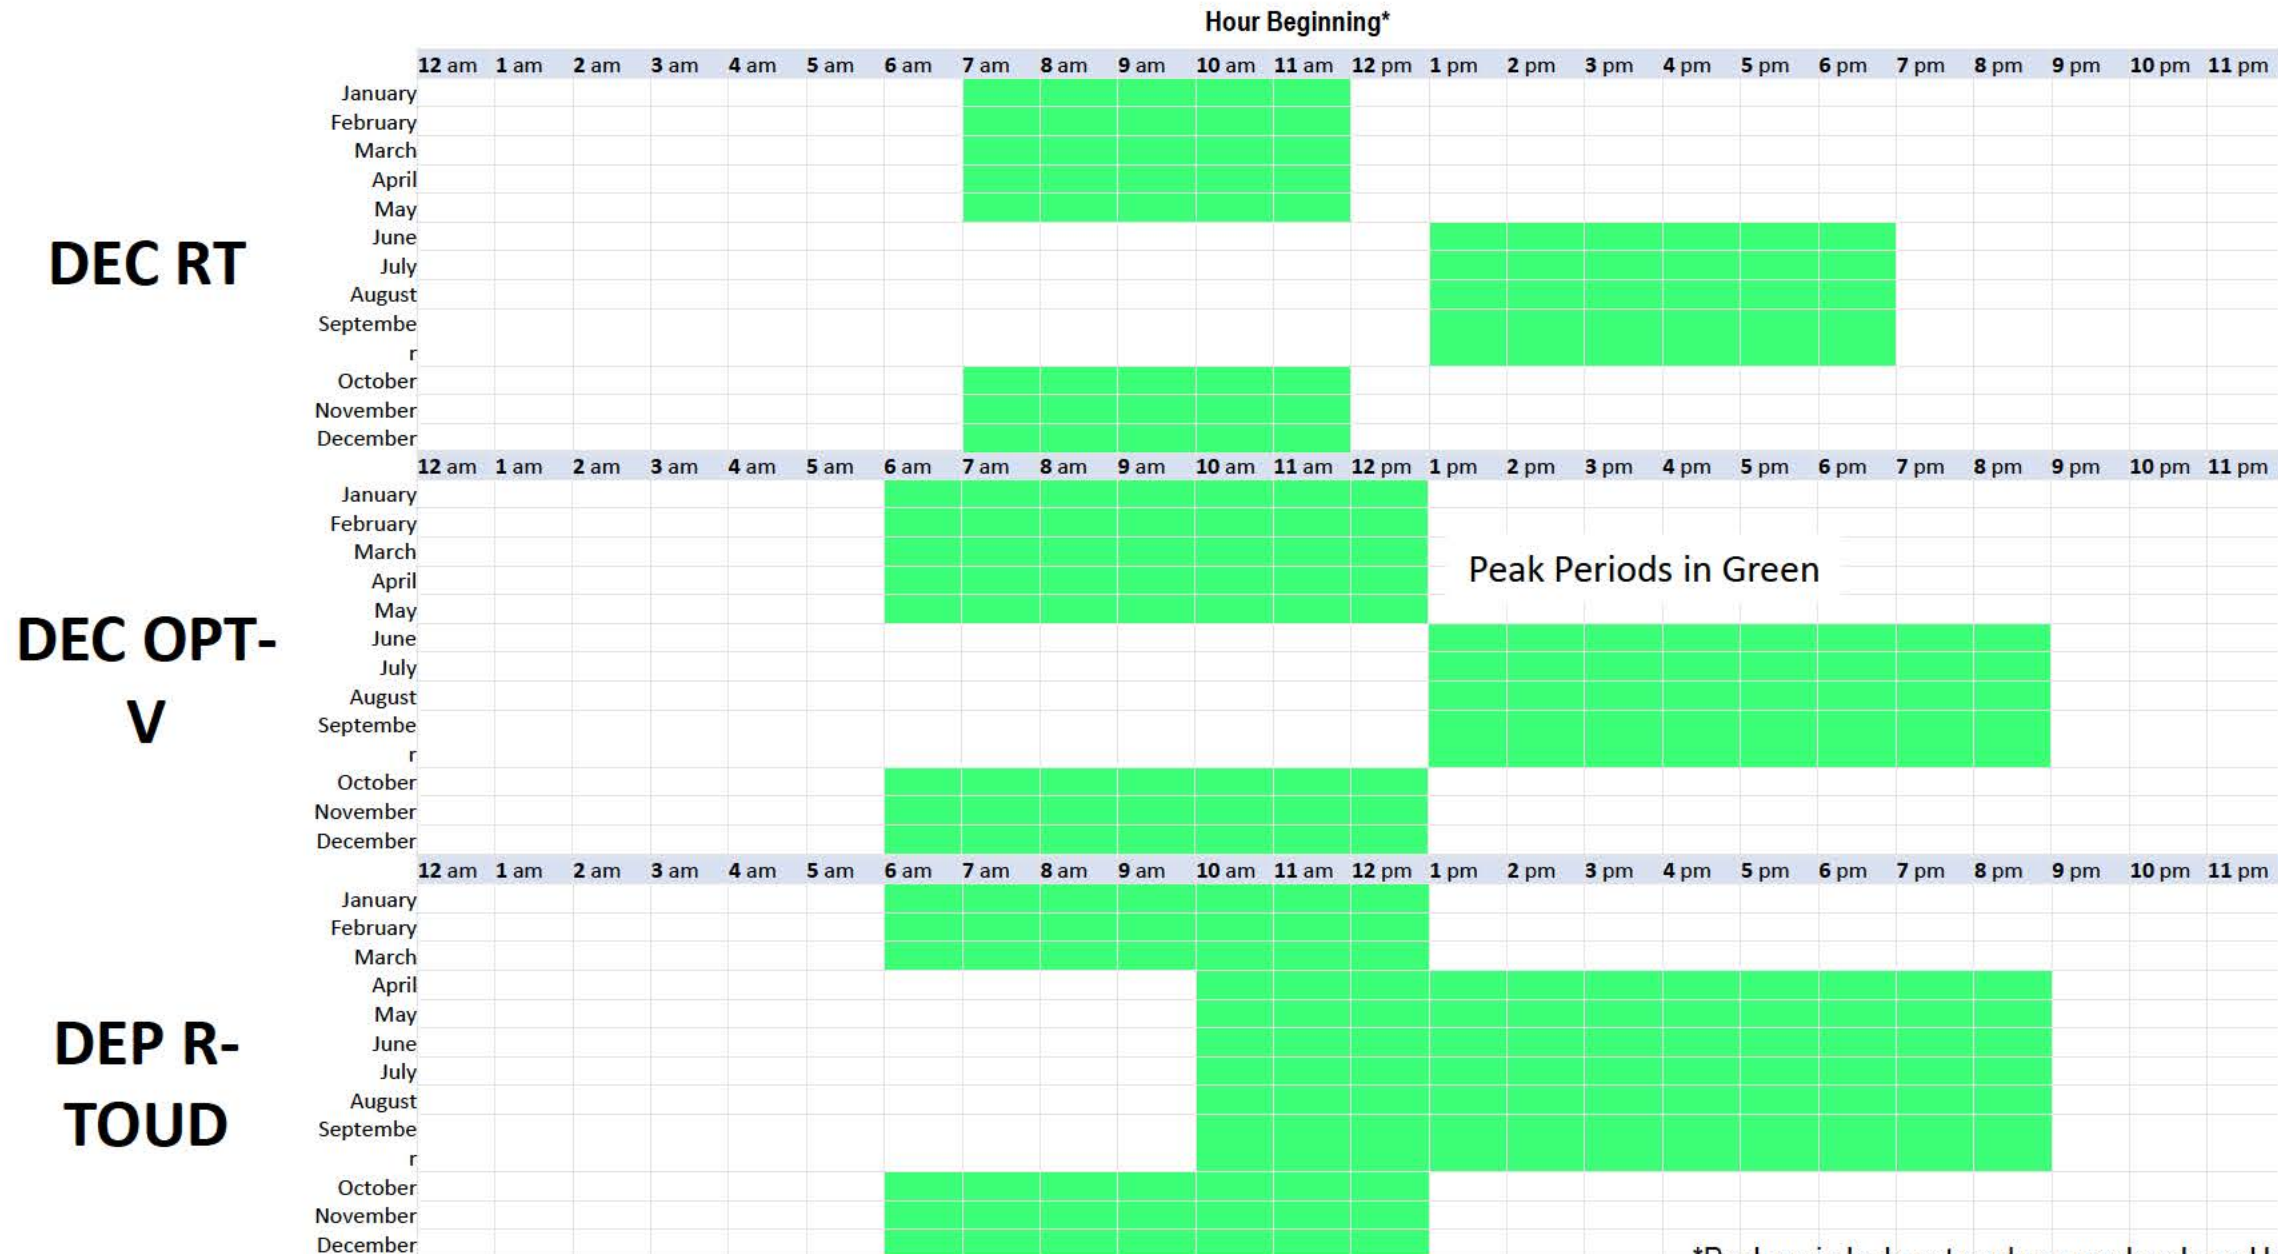 Hour Beginning*
12 am 1 am 2 am 3 am 4 am 5 am 6 am 7 am 8 am 9 am 10 am 11 am 12 pm 1 pm 2 pm 3 pm 4 pm 5 pm 6 pm 7 pm 8 pm 9 pm 10 pm 11 pm
DEC RT
January
February
March
April
May
June
July
August
Septembe
r
October
November
December
12 am 1 am 2 am 3 am 4 am 5 am 6 am 7 am 8 am 9 am 10 am 11 am 12 pm 1 pm 2 pm 3 pm 4 pm 5 pm 6 pm 7 pm 8 pm 9 pm 10 pm 11 pm
DEC OPT-
V
January
February
March
April
May
June
July
August
Septembe
r
October
November
December
Peak Periods in Green
12 am 1 am 2 am 3 am 4 am 5 am 6 am 7 am 8 am 9 am 10 am 11 am 12 pm 1 pm 2 pm 3 pm 4 pm 5 pm 6 pm 7 pm 8 pm 9 pm 10 pm 11 pm
DEP R-
TOUD
January
February
March
April
May
June
July
August
Septembe
r
October
November
December